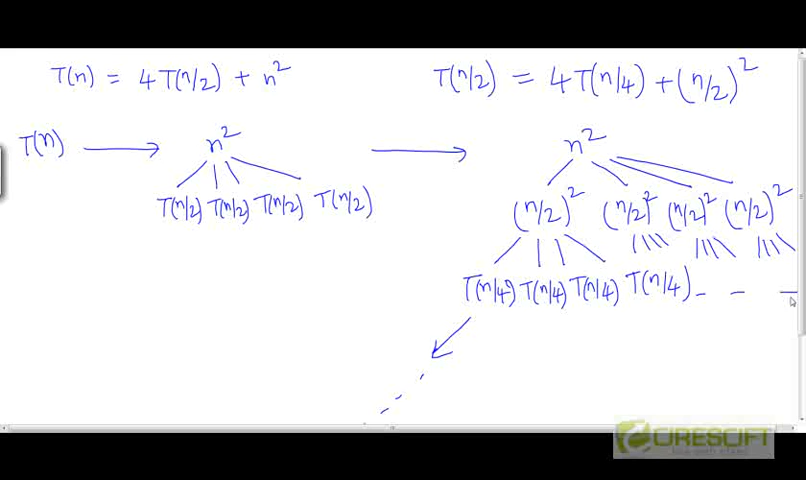 T(n) = 4T(n/2) + n²
T(n/2) = 4T(n/4) + (n/2)²
T(n) → n² → n²
T(n/2) T(n/2) T(n/2) T(n/2)
(n/2)² (n/2)² (n/2)² (n/2)²
T(n/4) T(n/4) T(n/4) T(n/4) - - -